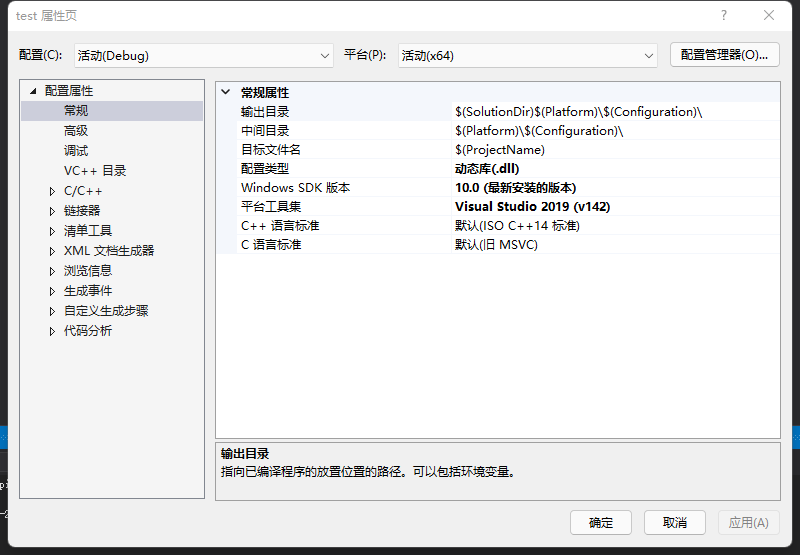 test 属性页
配置(C): 活动(Debug) 平台(P): 活动(x64) 配置管理器(O)...
配置属性
常规
高级
调试
VC++ 目录
C/C++
链接器
清单工具
XML 文档生成器
浏览信息
生成事件
自定义生成步骤
代码分析
常规属性
输出目录 $(SolutionDir)$(Platform)\$(Configuration)\
中间目录 $(Platform)\$(Configuration)\
目标文件名 $(ProjectName)
配置类型 动态库(.dll)
Windows SDK 版本 10.0 (最新安装的版本)
平台工具集 Visual Studio 2019 (v142)
C++ 语言标准 默认(ISO C++14 标准)
C 语言标准 默认(旧 MSVC)
输出目录
指向已编译程序的放置位置的路径。可以包括环境变量。
确定 取消 应用(A)